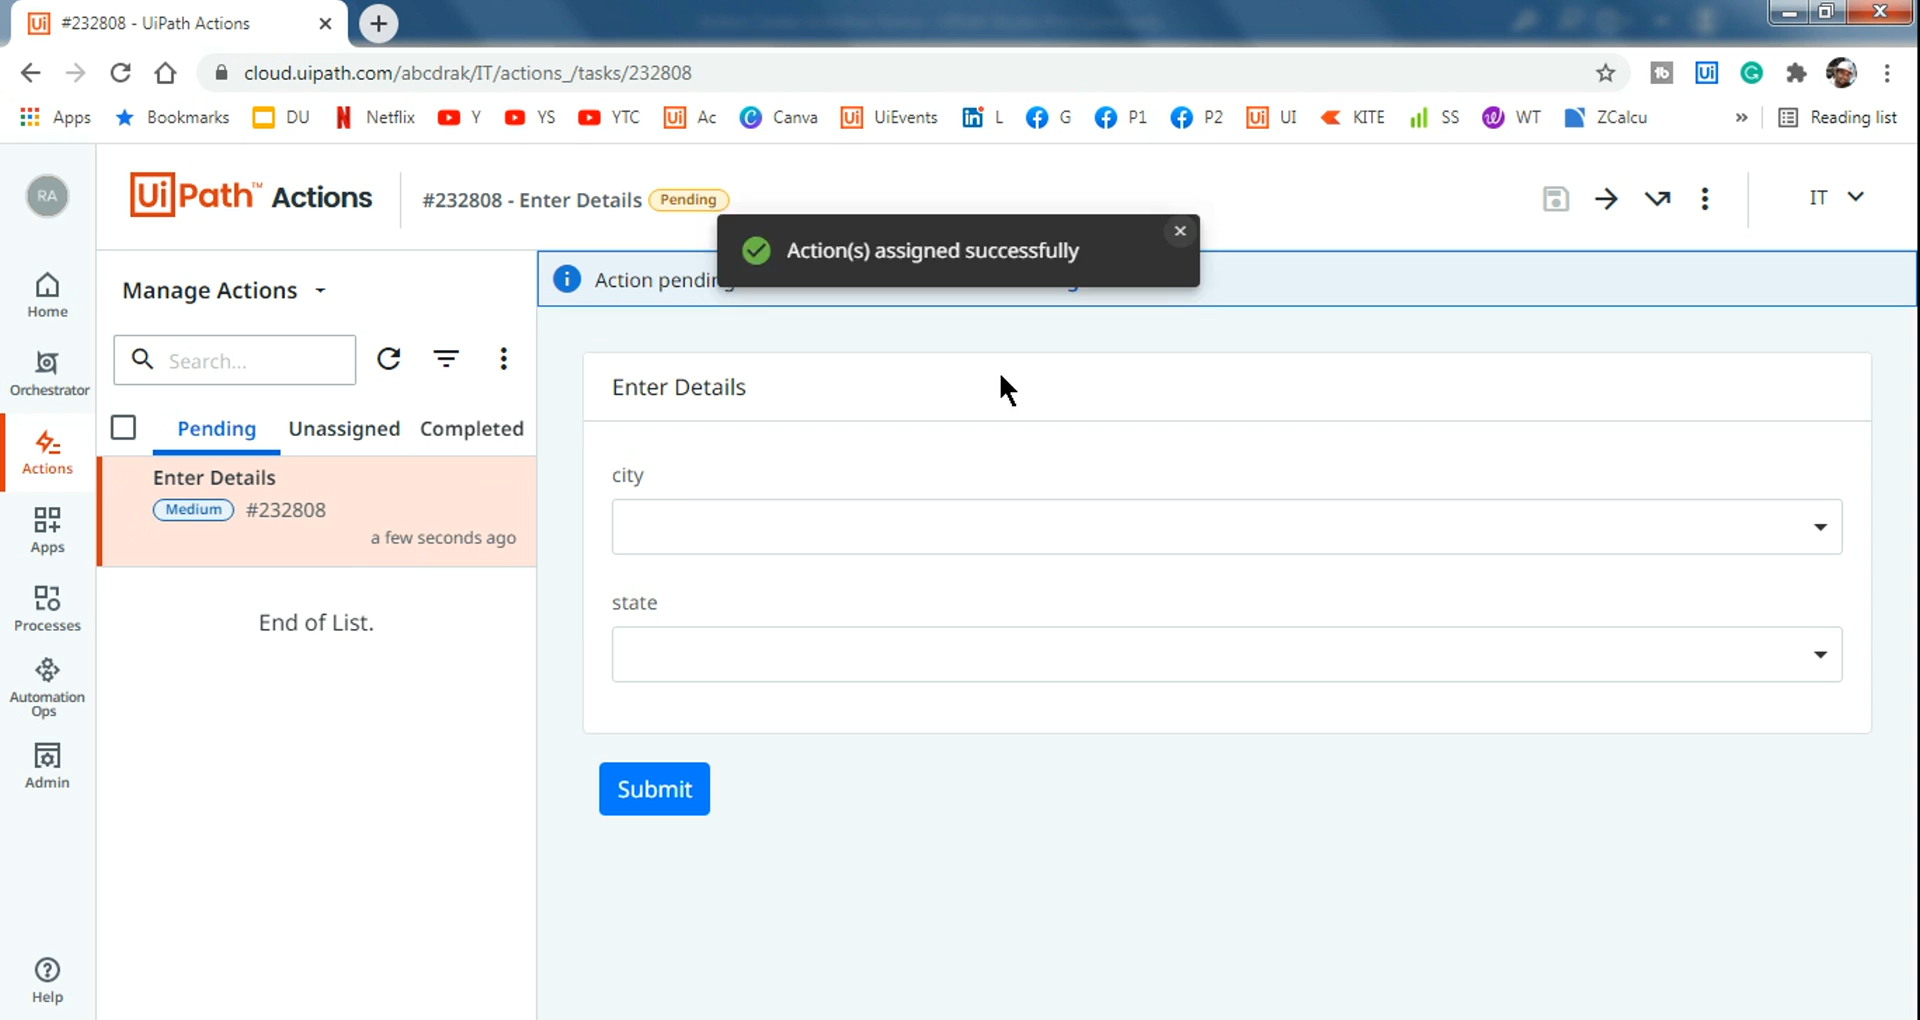 #232808 - UiPath Actions
cloud.uipath.com/abcdrak/IT/actions_/tasks/232808
Apps Bookmarks DU Netflix Y YS YTC Ac Canva UiEvents L G P1 P2 UI KITE SS WT ZCalcu » Reading list
RA
UiPath™ Actions
#232808 - Enter Details Pending
IT
Action(s) assigned successfully
Action pending
Home
Orchestrator
Actions
Apps
Processes
Automation Ops
Admin
Help
Manage Actions
Search...
Pending Unassigned Completed
Enter Details
Medium #232808
a few seconds ago
End of List.
Enter Details
city
state
Submit